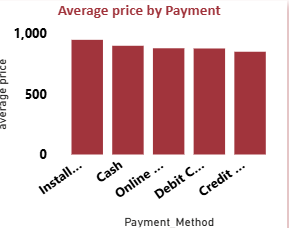 Average price by Payment
1,000
500
0
average price
Install...
Cash
Online ...
Debit C...
Credit ...
Payment_Method